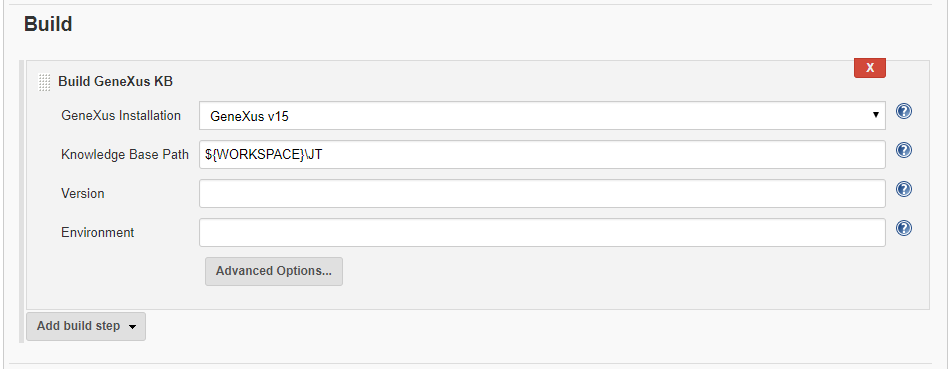 Build
X
Build GeneXus KB
GeneXus Installation GeneXus v15
Knowledge Base Path ${WORKSPACE}\JT
Version
Environment
Advanced Options...
Add build step